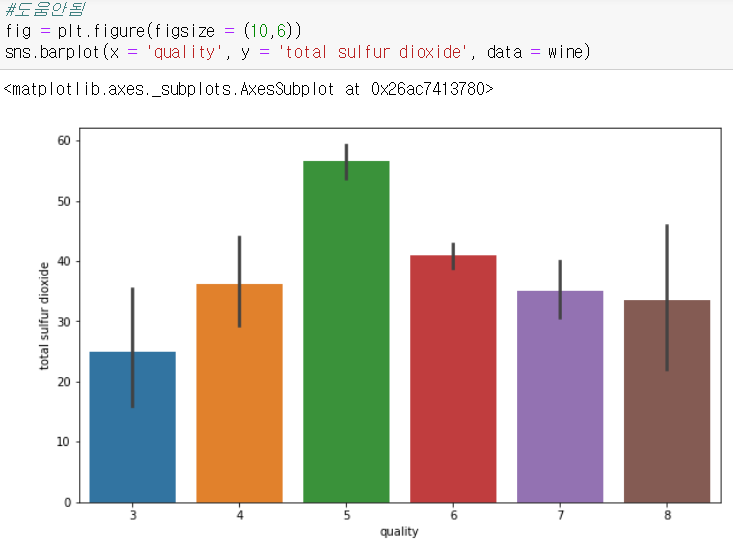 #도움안됨
fig = plt.figure(figsize = (10,6))
sns.barplot(x = 'quality', y = 'total sulfur dioxide', data = wine)
<matplotlib.axes._subplots.AxesSubplot at 0x26ac7413780>
60
50
40
30
20
10
0
total sulfur dioxide
3 4 5 6 7 8
quality